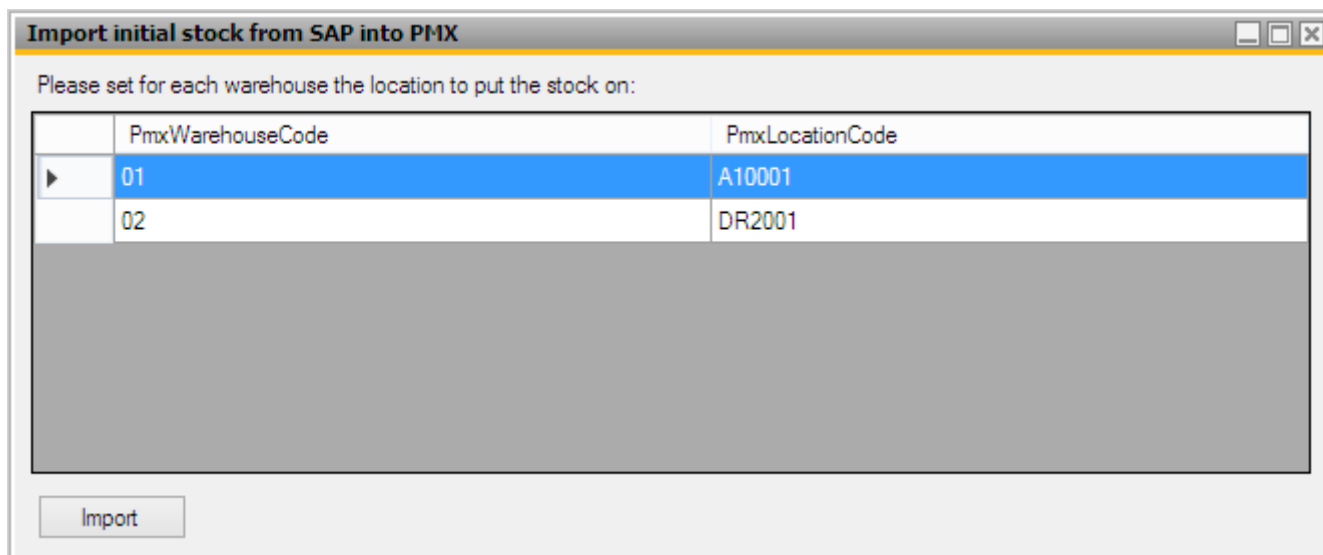 Import initial stock from SAP into PMX
Please set for each warehouse the location to put the stock on:
PmxWarehouseCode PmxLocationCode
01 A10001
02 DR2001
Import